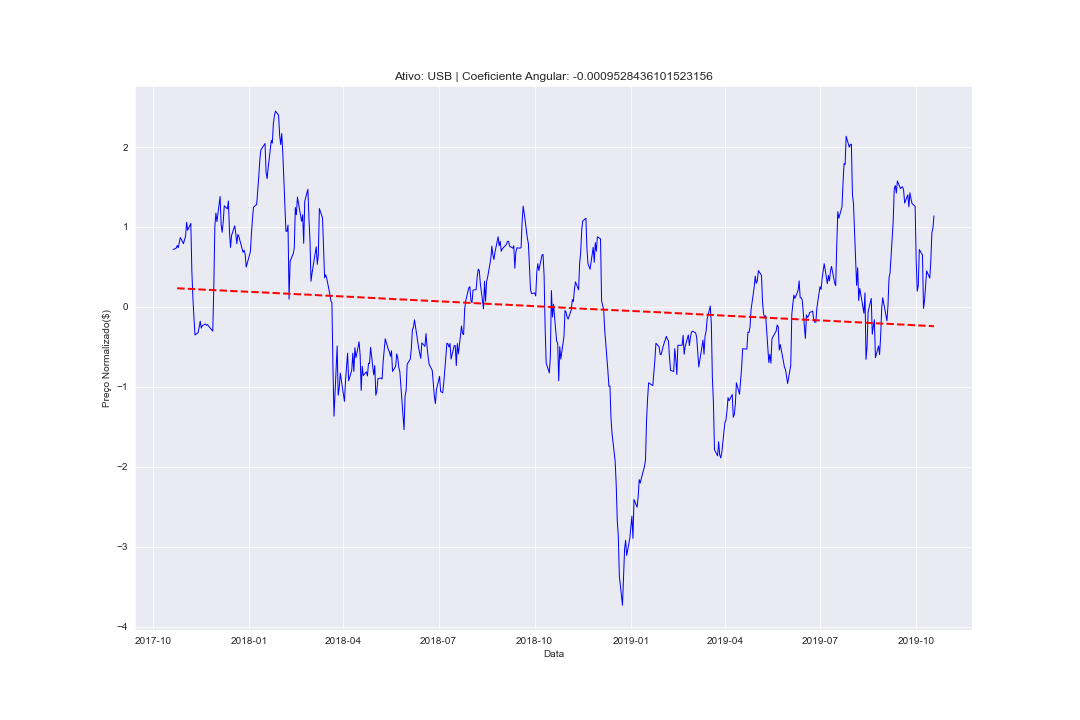 Ativo: USB | Coeficiente Angular: -0.0009528436101523156
Preço Normalizado($)
2
1
0
−1
−2
−3
−4
2017-10 2018-01 2018-04 2018-07 2018-10 2019-01 2019-04 2019-07 2019-10
Data